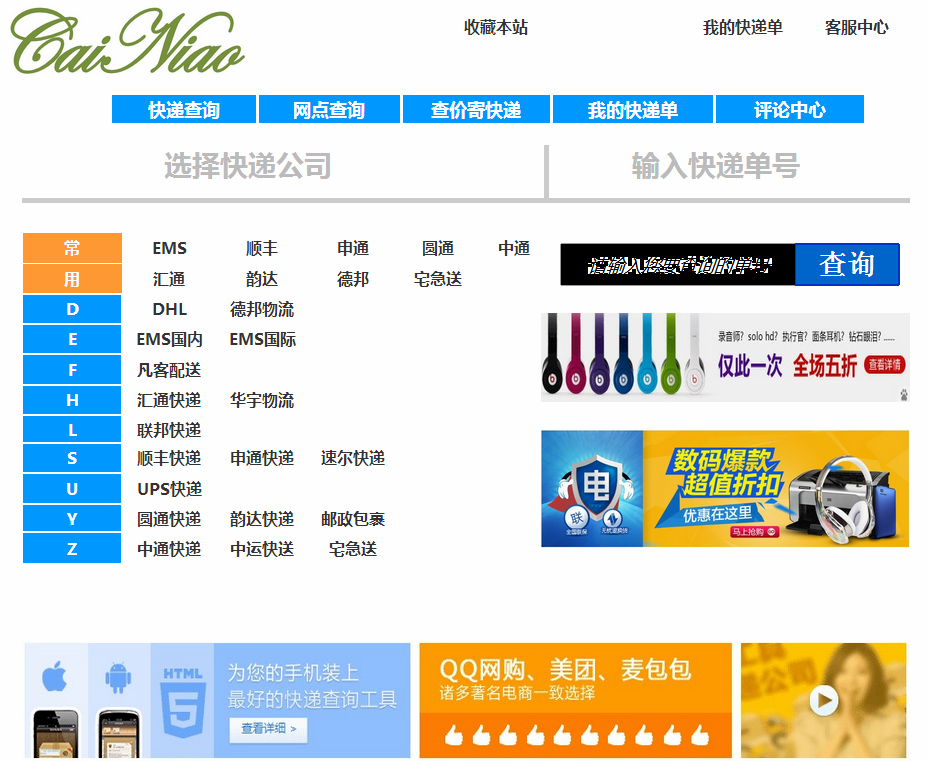 CaiNiao
收藏本站 我的快递单 客服中心
快递查询 网点查询 查价寄快递 我的快递单 评论中心
选择快递公司 输入快递单号
常 EMS 顺丰 申通 圆通 中通
用 汇通 韵达 德邦 宅急送
D DHL 德邦物流
E EMS国内 EMS国际
F 凡客配送
H 汇通快递 华宇物流
L 联邦快递
S 顺丰快递 申通快递 速尔快递
U UPS快递
Y 圆通快递 韵达快递 邮政包裹
Z 中通快递 中运快送 宅急送
请输入您要查询的单号 查询
录音师? solo hd? 执行官? 面条耳机? 钻石眼泪? ......
仅此一次 全场五折 查看详情
电
联
全国联保 无忧退换货
数码爆款
超值折扣
优惠在这里
马上抢购
HTML
5
为您的手机装上
最好的快递查询工具
查看详细 >
QQ网购、美团、麦包包
诸多著名电商一致选择